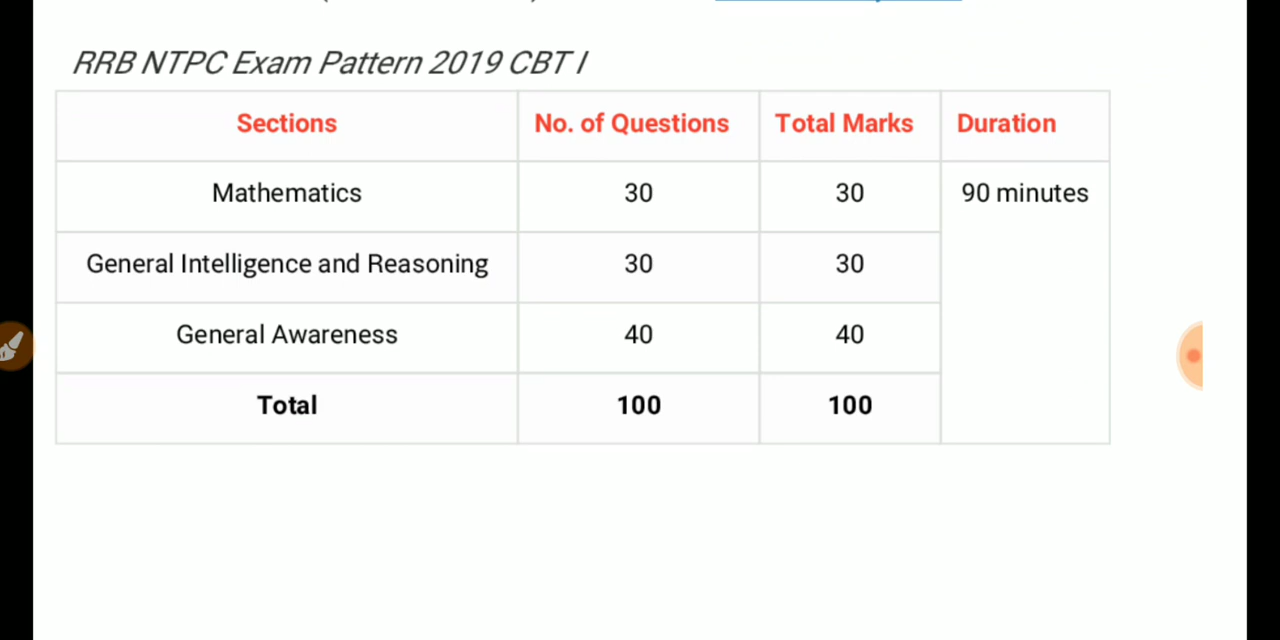 RRB NTPC Exam Pattern 2019 CBT I
Sections No. of Questions Total Marks Duration
Mathematics 30 30 90 minutes
General Intelligence and Reasoning 30 30
General Awareness 40 40
Total 100 100